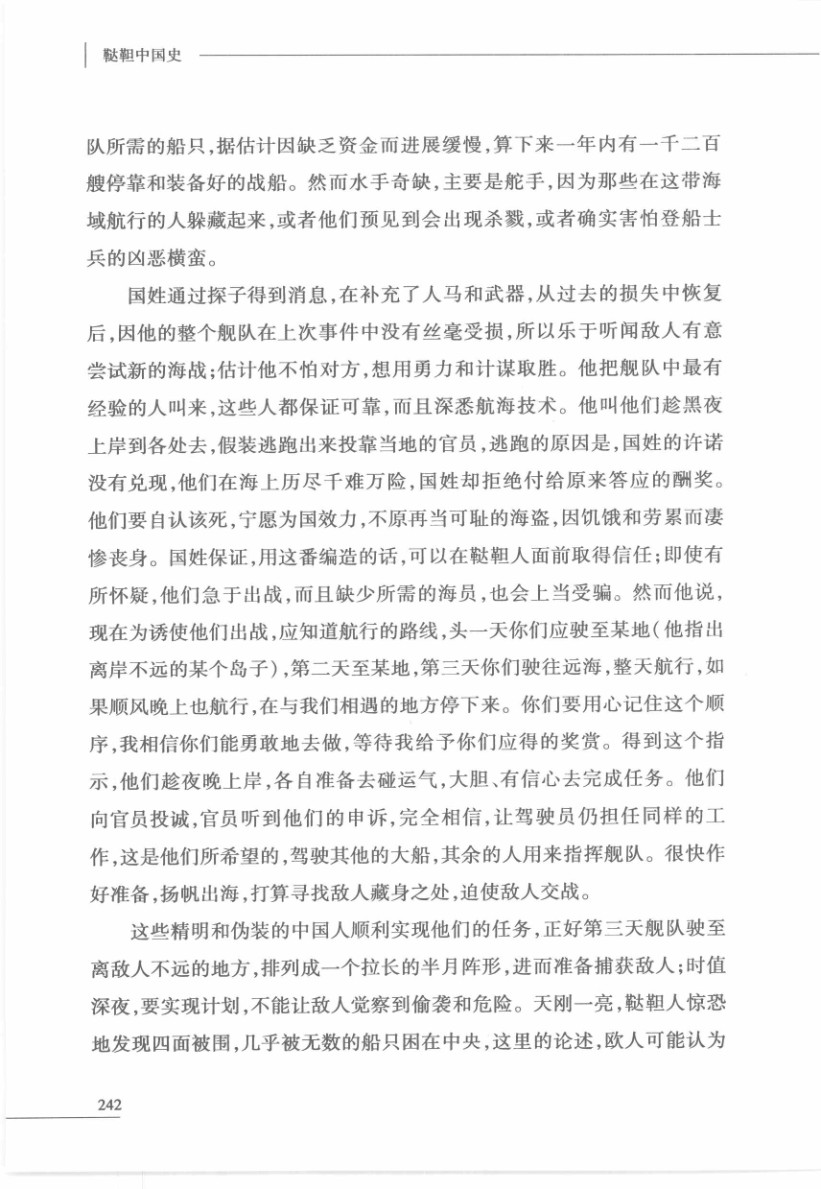 鞑靼中国史
队所需的船只,据估计因缺乏资金而进展缓慢,算下来一年内有一千二百
艘停靠和装备好的战船。然而水手奇缺,主要是舵手,因为那些在这带海
域航行的人躲藏起来,或者他们预见到会出现杀戮,或者确实害怕登船士
兵的凶恶横蛮。
国姓通过探子得到消息,在补充了人马和武器,从过去的损失中恢复
后,因他的整个舰队在上次事件中没有丝毫受损,所以乐于听闻敌人有意
尝试新的海战;估计他不怕对方,想用勇力和计谋取胜。他把舰队中最有
经验的人叫来,这些人都保证可靠,而且深悉航海技术。他叫他们趁黑夜
上岸到各处去,假装逃跑出来投靠当地的官员,逃跑的原因是,国姓的许诺
没有兑现,他们在海上历尽千难万险,国姓却拒绝付给原来答应的酬奖。
他们要自认该死,宁愿为国效力,不原再当可耻的海盗,因饥饿和劳累而凄
惨丧身。国姓保证,用这番编造的话,可以在鞑靼人面前取得信任;即使有
所怀疑,他们急于出战,而且缺少所需的海员,也会上当受骗。然而他说,
现在为诱使他们出战,应知道航行的路线,头一天你们应驶至某地(他指出
离岸不远的某个岛子),第二天至某地,第三天你们驶往远海,整天航行,如
果顺风晚上也航行,在与我们相遇的地方停下来。你们要用心记住这个顺
序,我相信你们能勇敢地去做,等待我给予你们应得的奖赏。得到这个指
示,他们趁夜晚上岸,各自准备去碰运气,大胆、有信心去完成任务。他们
向官员投诚,官员听到他们的申诉,完全相信,让驾驶员仍担任同样的工
作,这是他们所希望的,驾驶其他的大船,其余的人用来指挥舰队。很快作
好准备,扬帆出海,打算寻找敌人藏身之处,迫使敌人交战。
这些精明和伪装的中国人顺利实现他们的任务,正好第三天舰队驶至
离敌人不远的地方,排列成一个拉长的半月阵形,进而准备捕获敌人;时值
深夜,要实现计划,不能让敌人觉察到偷袭和危险。天刚一亮,鞑靼人惊恐
地发现四面被围,几乎被无数的船只困在中央,这里的论述,欧人可能认为
242